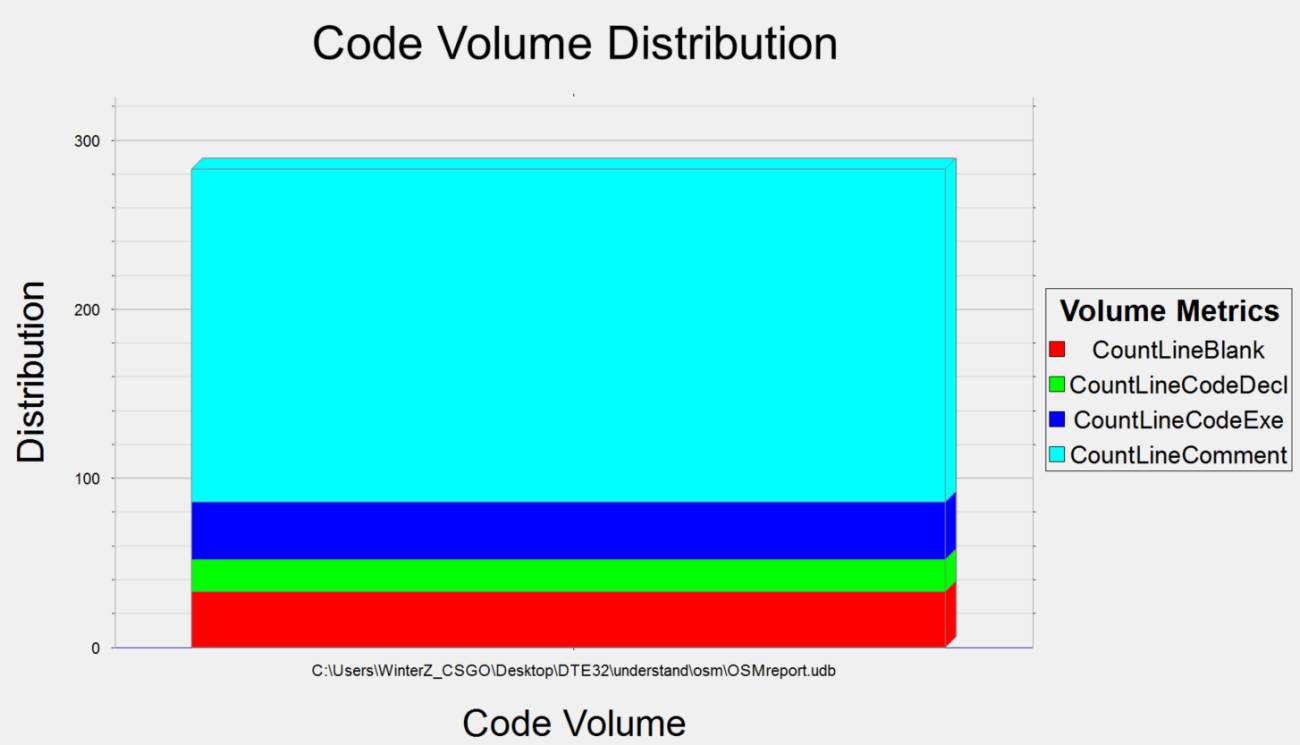 Code Volume Distribution
300
200
100
0
Distribution
C:\Users\WinterZ_CSGO\Desktop\DTE32\understand\osm\OSMreport.udb
Code Volume
Volume Metrics
CountLineBlank
CountLineCodeDecl
CountLineCodeExe
CountLineComment